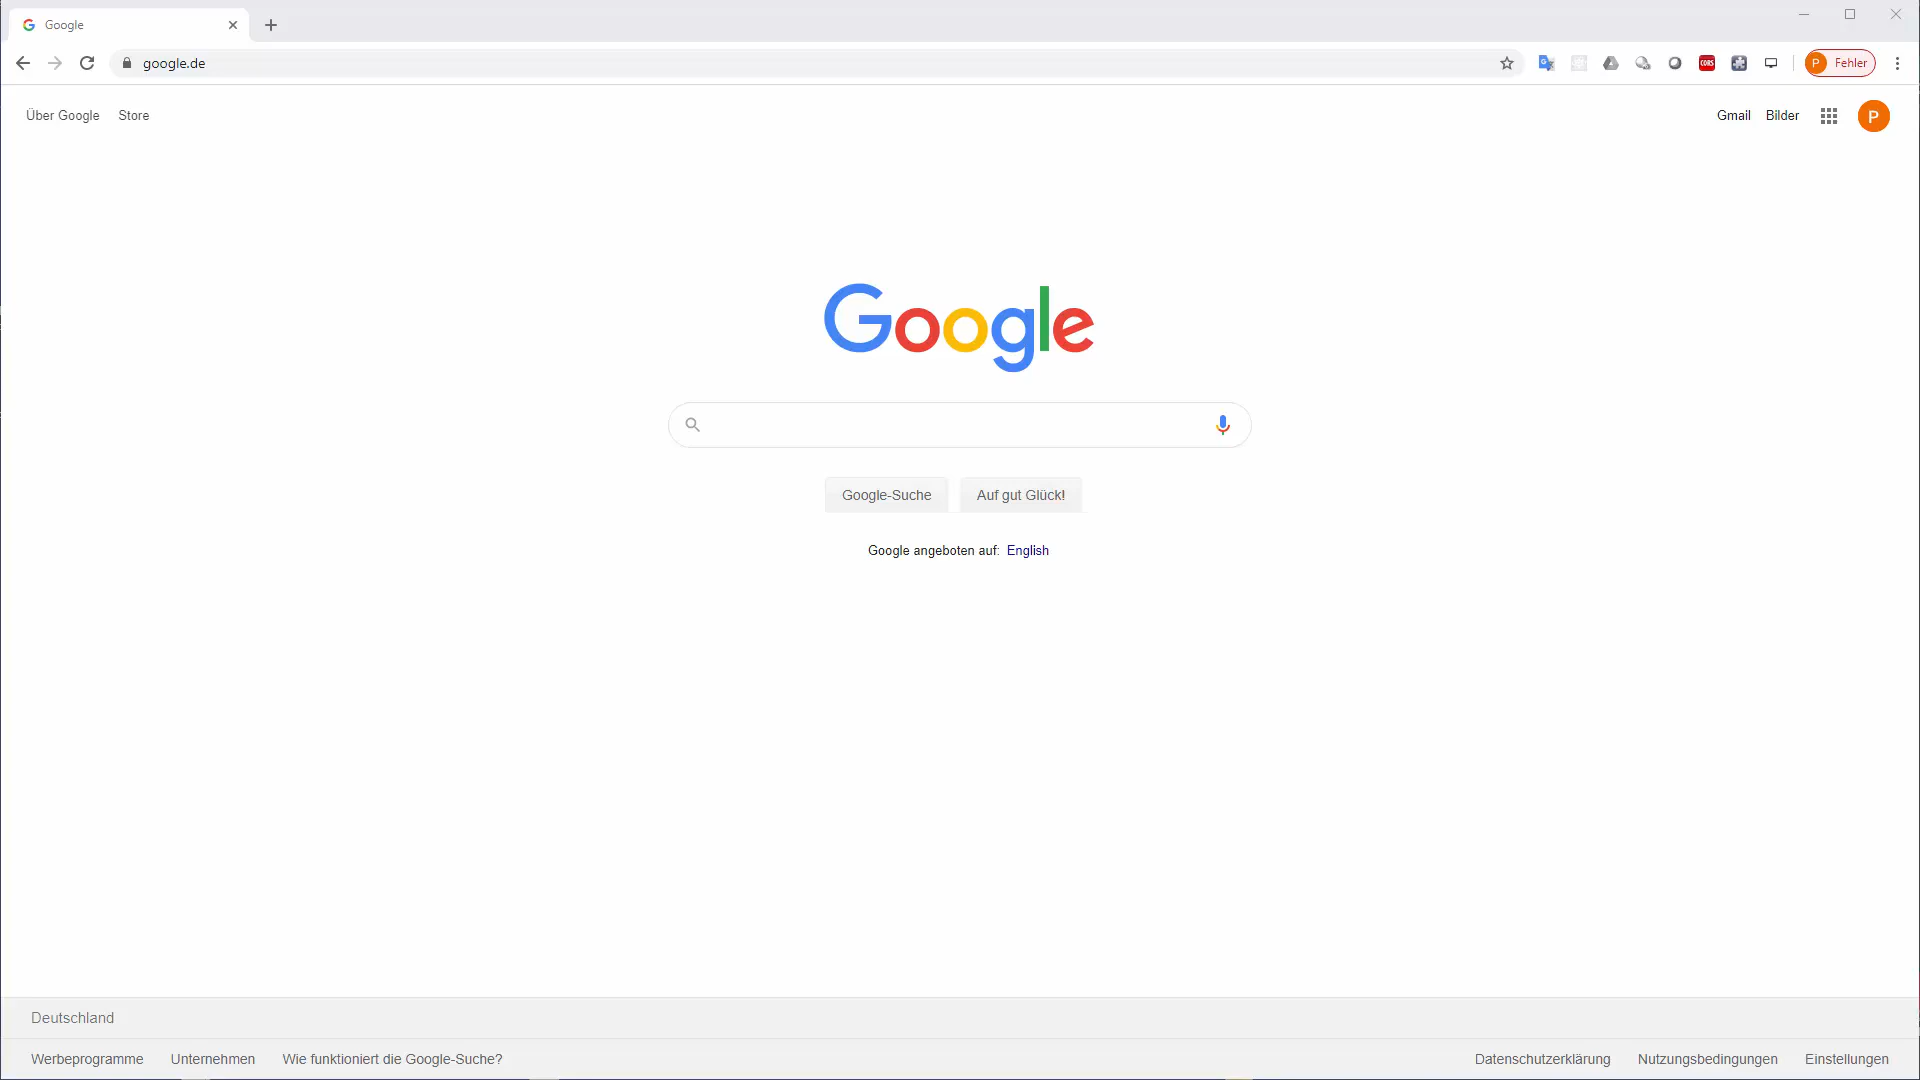 Google
google.de
CORS
P Fehler
Über Google Store
Gmail Bilder P
Google
Google-Suche Auf gut Glück!
Google angeboten auf: English
Deutschland
Werbeprogramme Unternehmen Wie funktioniert die Google-Suche?
Datenschutzerklärung Nutzungsbedingungen Einstellungen